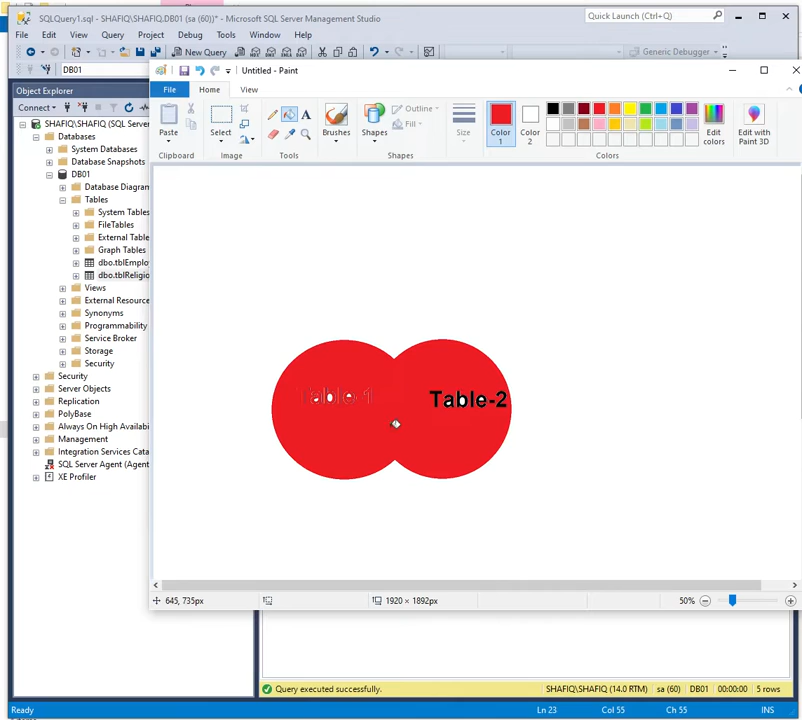 SQLQuery1.sql - SHAFIQ\SHAFIQ.DB01 (sa (60))* - Microsoft SQL Server Management Studio
Quick Launch (Ctrl+Q)
File Edit View Query Project Debug Tools Window Help
New Query
Generic Debugger
DB01
Untitled - Paint
Object Explorer
Connect
File Home View
Paste
Select
Brushes
Shapes
Outline
Fill
Size
Color 1
Color 2
Edit colors
Edit with Paint 3D
Clipboard Image Tools Shapes Colors
SHAFIQ\SHAFIQ (SQL Server
Databases
System Databases
Database Snapshots
DB01
Database Diagram
Tables
System Tables
FileTables
External Table
Graph Tables
dbo.tblEmplo
dbo.tblReligio
Views
External Resource
Synonyms
Programmability
Service Broker
Storage
Security
Security
Server Objects
Replication
PolyBase
Always On High Availabi
Management
Integration Services Cata
SQL Server Agent (Agent
XE Profiler
Table-1
Table-2
645, 735px
1920 × 1892px
50%
Query executed successfully.
SHAFIQ\SHAFIQ (14.0 RTM) sa (60) DB01 00:00:00 5 rows
Ready
Ln 23 Col 55 Ch 55 INS